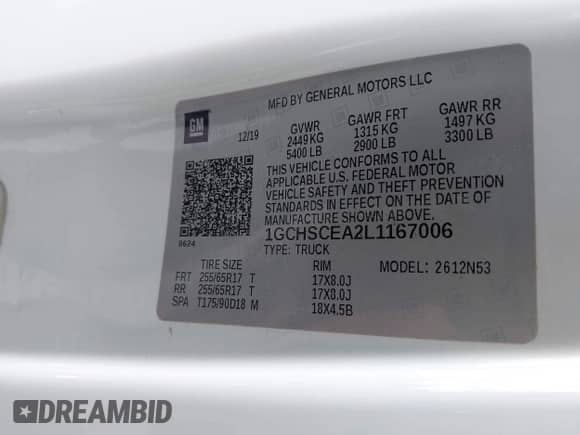 MFD BY GENERAL MOTORS LLC
GM
12/19
GVWR GAWR FRT GAWR RR
2449 KG 1315 KG 1497 KG
5400 LB 2900 LB 3300 LB
THIS VEHICLE CONFORMS TO ALL
APPLICABLE U.S. FEDERAL MOTOR
VEHICLE SAFETY AND THEFT PREVENTION
STANDARDS IN EFFECT ON THE DATE OF
MANUFACTURE SHOWN ABOVE.
8624
1GCHSCEA2L1167006
TYPE: TRUCK
TIRE SIZE RIM MODEL: 2612N53
FRT 255/65R17 T 17X8.0J
RR 255/65R17 T 17X8.0J
SPA T175/90D18 M 18X4.5B
DREAMBID